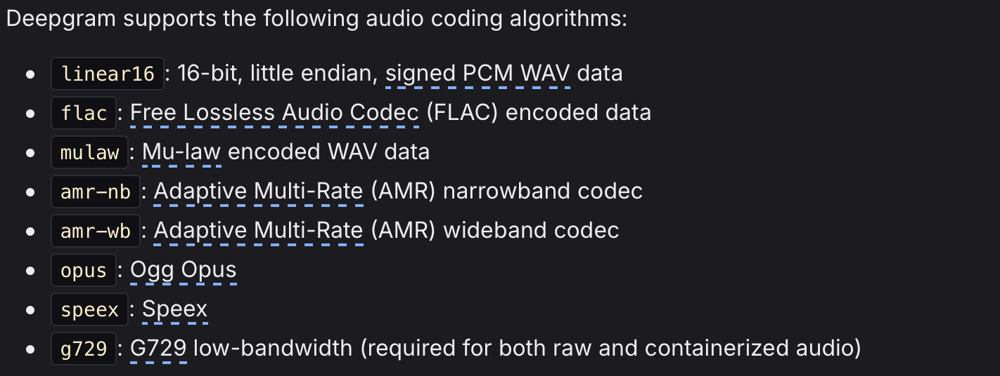 Deepgram supports the following audio coding algorithms:
• linear16: 16-bit, little endian, signed PCM WAV data
• flac: Free Lossless Audio Codec (FLAC) encoded data
• mulaw: Mu-law encoded WAV data
• amr-nb: Adaptive Multi-Rate (AMR) narrowband codec
• amr-wb: Adaptive Multi-Rate (AMR) wideband codec
• opus: Ogg Opus
• speex: Speex
• g729: G729 low-bandwidth (required for both raw and containerized audio)